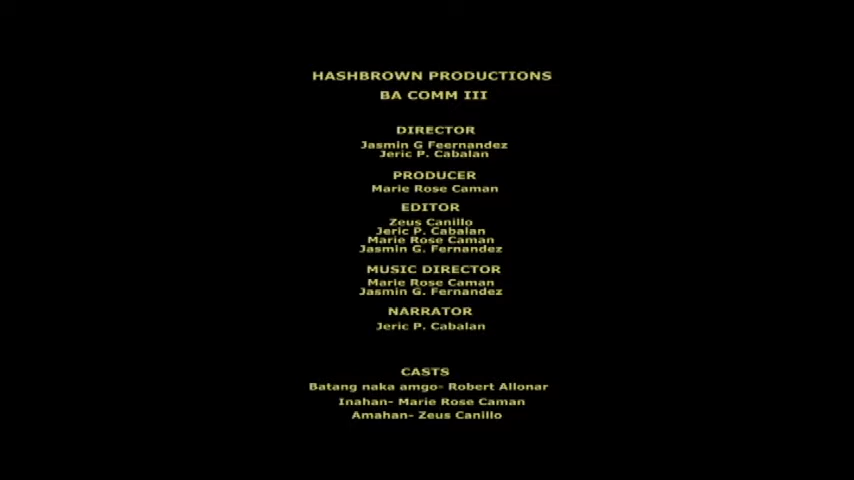 HASHBROWN PRODUCTIONS
BA COMM III
DIRECTOR
Jasmin G Feernandez
Jeric P. Cabalan
PRODUCER
Marie Rose Caman
EDITOR
Zeus Canillo
Jeric P. Cabalan
Marie Rose Caman
Jasmin G. Fernandez
MUSIC DIRECTOR
Marie Rose Caman
Jasmin G. Fernandez
NARRATOR
Jeric P. Cabalan
CASTS
Batang naka amgo- Robert Allonar
Inahan- Marie Rose Caman
Amahan- Zeus Canillo